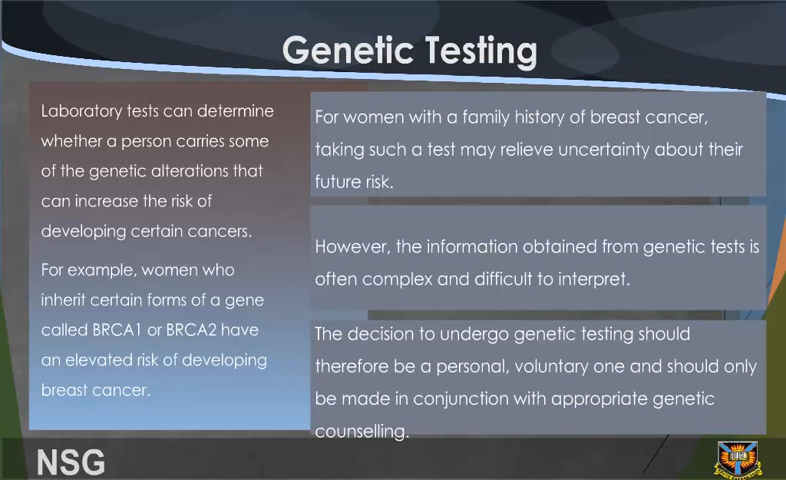 Genetic Testing
Laboratory tests can determine
whether a person carries some
of the genetic alterations that
can increase the risk of
developing certain cancers.
For example, women who
inherit certain forms of a gene
called BRCA1 or BRCA2 have
an elevated risk of developing
breast cancer.
For women with a family history of breast cancer,
taking such a test may relieve uncertainty about their
future risk.
However, the information obtained from genetic tests is
often complex and difficult to interpret.
The decision to undergo genetic testing should
therefore be a personal, voluntary one and should only
be made in conjunction with appropriate genetic
counselling.
NSG